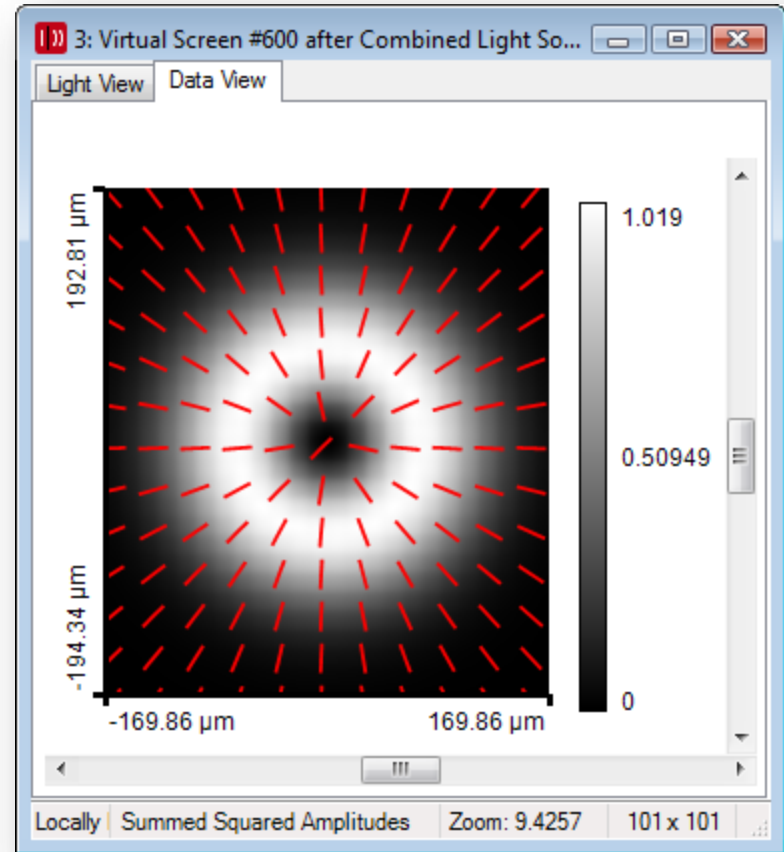 3: Virtual Screen #600 after Combined Light So...
Light View Data View
192.81 µm
-194.34 µm
1.019
0.50949
0
-169.86 µm 169.86 µm
Locally Summed Squared Amplitudes Zoom: 9.4257 101 x 101